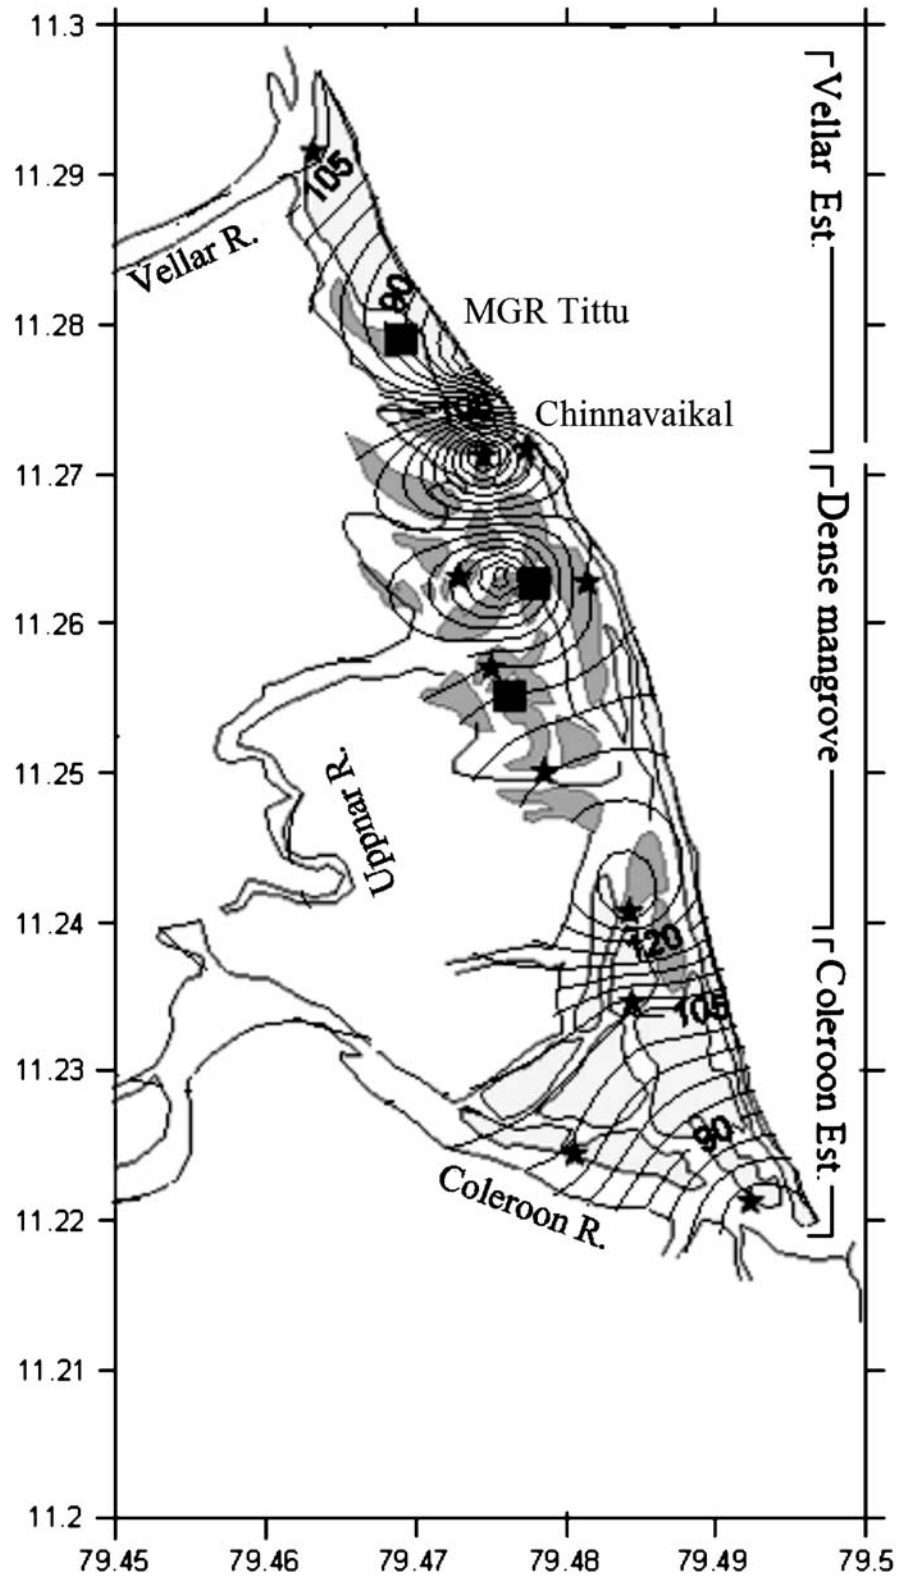 11.3
11.29
11.28
11.27
11.26
11.25
11.24
11.23
11.22
11.21
11.2
79.45
79.46
79.47
79.48
79.49
79.5
Vellar Est.
Dense mangrove
Coleroon Est.
105
Vellar R.
90
MGR Tittu
Chinnavaikal
Uppnar R.
120
105
90
Coleroon R.